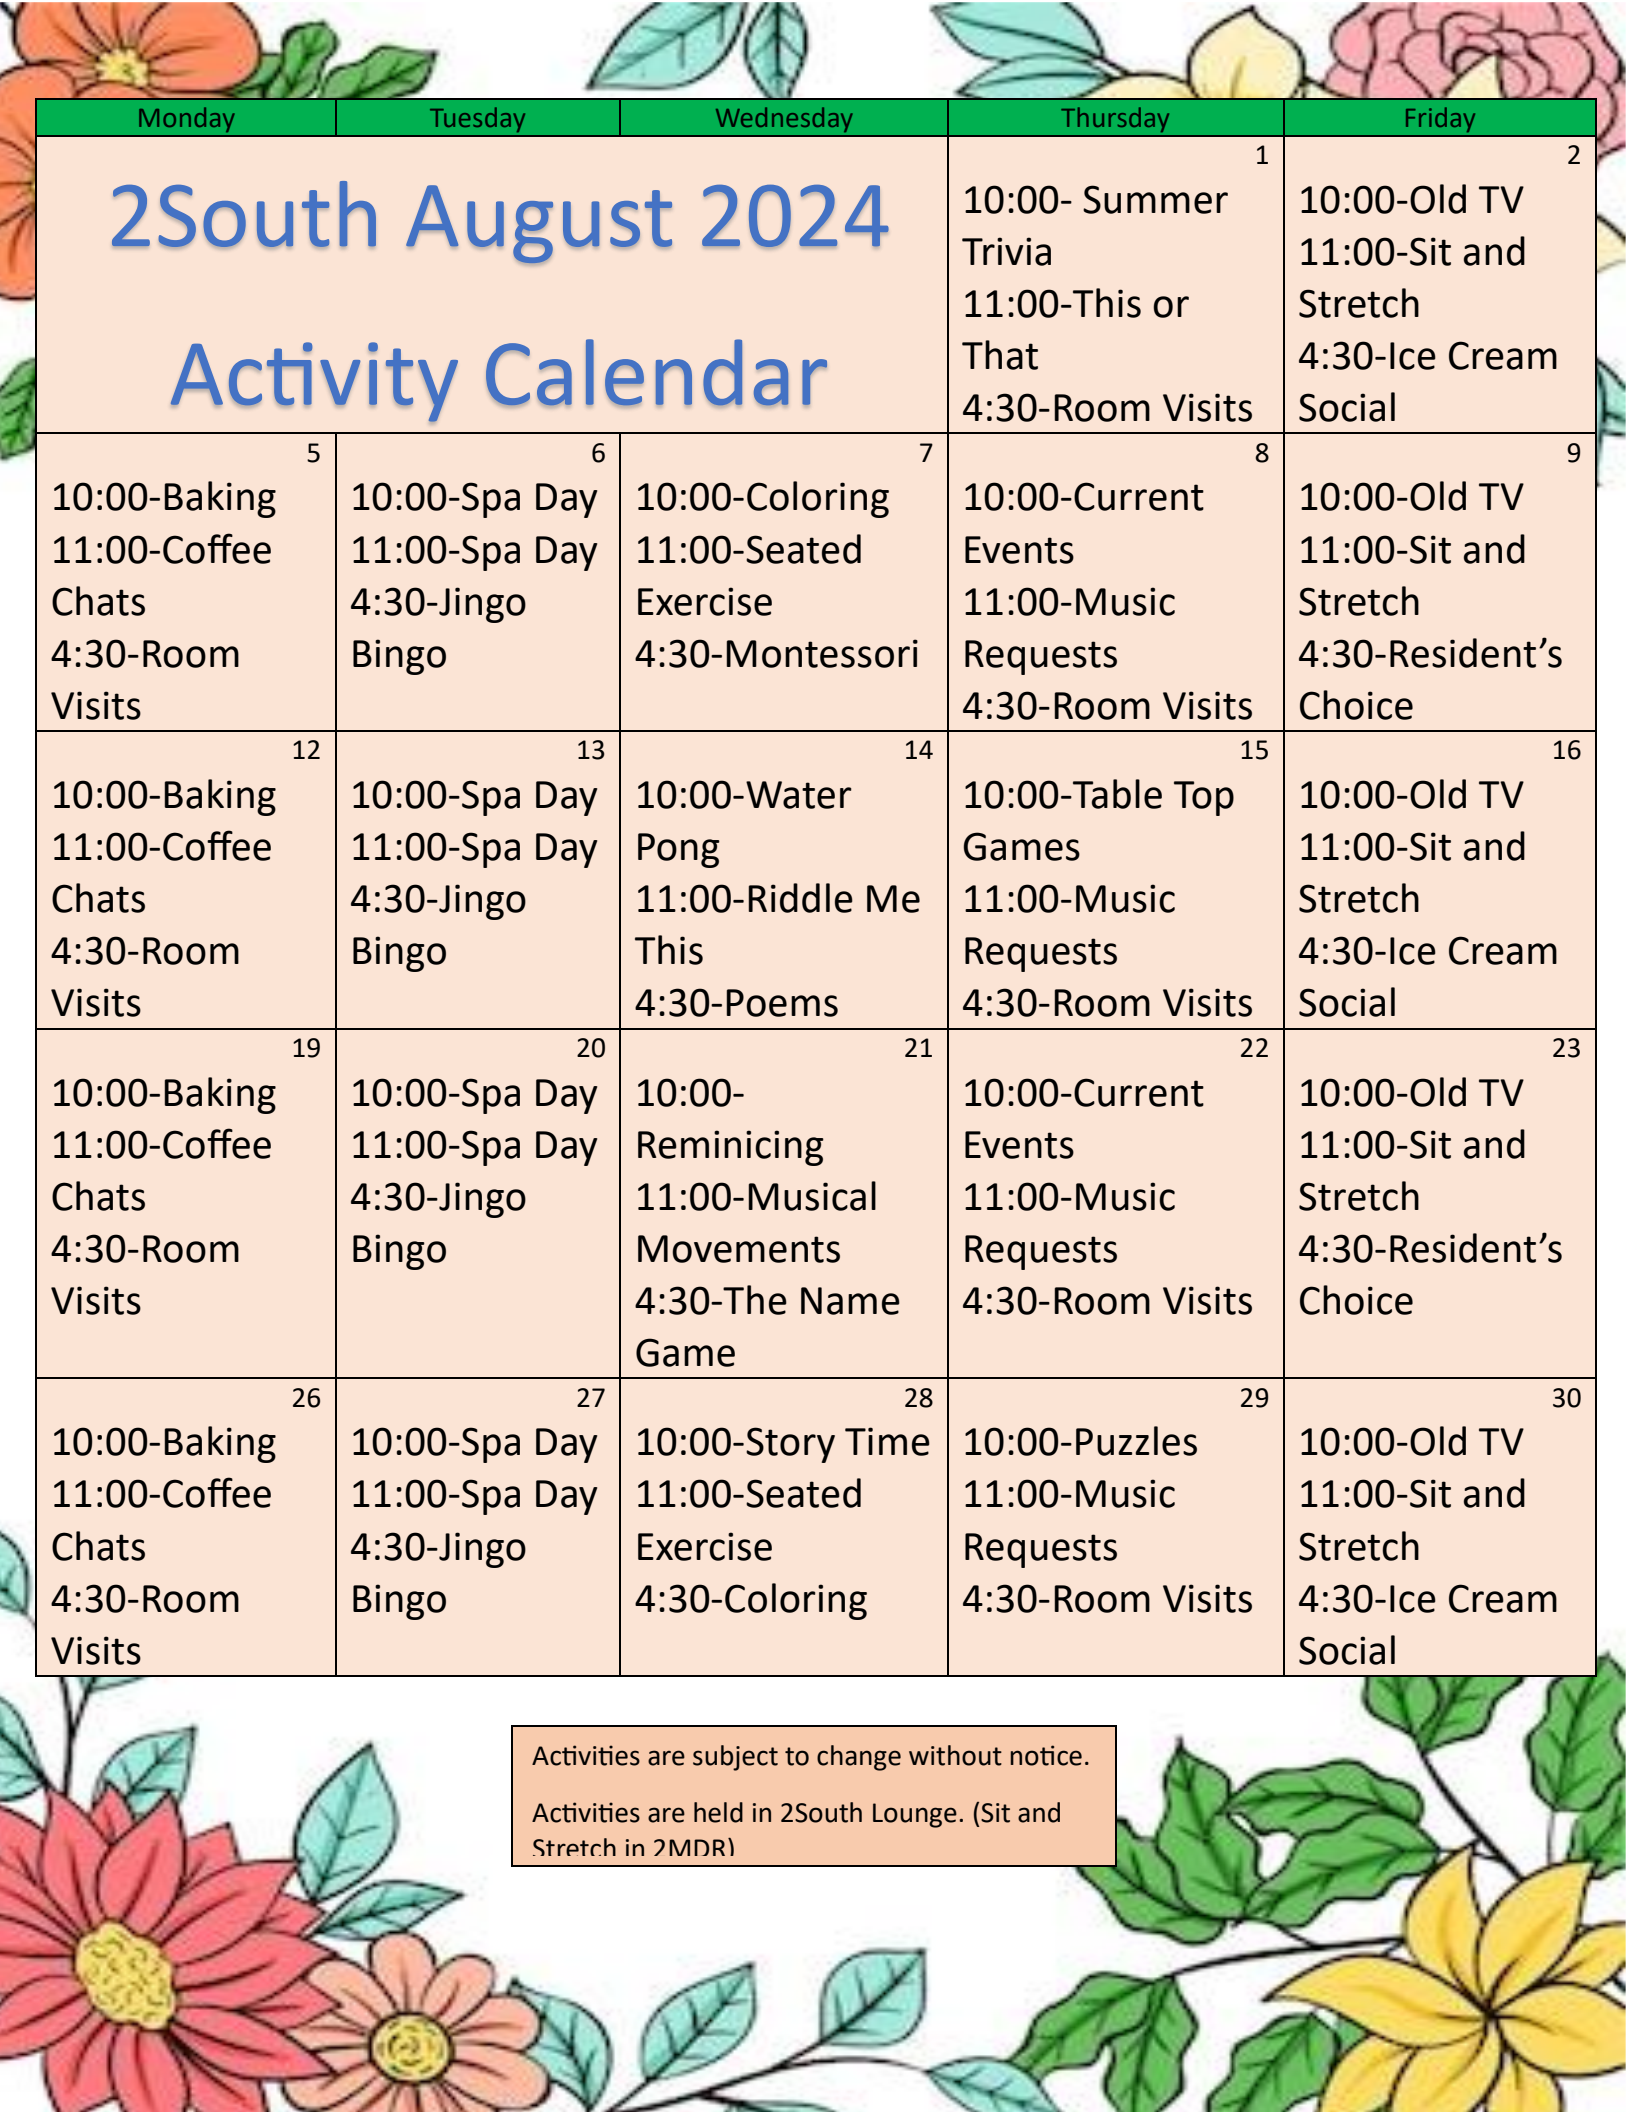 Monday Tuesday Wednesday Thursday Friday
2South August 2024
Activity Calendar
1
10:00- Summer
Trivia
11:00-This or
That
4:30-Room Visits
2
10:00-Old TV
11:00-Sit and
Stretch
4:30-Ice Cream
Social
5
10:00-Baking
11:00-Coffee
Chats
4:30-Room
Visits
6
10:00-Spa Day
11:00-Spa Day
4:30-Jingo
Bingo
7
10:00-Coloring
11:00-Seated
Exercise
4:30-Montessori
8
10:00-Current
Events
11:00-Music
Requests
4:30-Room Visits
9
10:00-Old TV
11:00-Sit and
Stretch
4:30-Resident’s
Choice
12
10:00-Baking
11:00-Coffee
Chats
4:30-Room
Visits
13
10:00-Spa Day
11:00-Spa Day
4:30-Jingo
Bingo
14
10:00-Water
Pong
11:00-Riddle Me
This
4:30-Poems
15
10:00-Table Top
Games
11:00-Music
Requests
4:30-Room Visits
16
10:00-Old TV
11:00-Sit and
Stretch
4:30-Ice Cream
Social
19
10:00-Baking
11:00-Coffee
Chats
4:30-Room
Visits
20
10:00-Spa Day
11:00-Spa Day
4:30-Jingo
Bingo
21
10:00-
Reminicing
11:00-Musical
Movements
4:30-The Name
Game
22
10:00-Current
Events
11:00-Music
Requests
4:30-Room Visits
23
10:00-Old TV
11:00-Sit and
Stretch
4:30-Resident’s
Choice
26
10:00-Baking
11:00-Coffee
Chats
4:30-Room
Visits
27
10:00-Spa Day
11:00-Spa Day
4:30-Jingo
Bingo
28
10:00-Story Time
11:00-Seated
Exercise
4:30-Coloring
29
10:00-Puzzles
11:00-Music
Requests
4:30-Room Visits
30
10:00-Old TV
11:00-Sit and
Stretch
4:30-Ice Cream
Social
Activities are subject to change without notice.
Activities are held in 2South Lounge. (Sit and
Stretch in 2MDR)